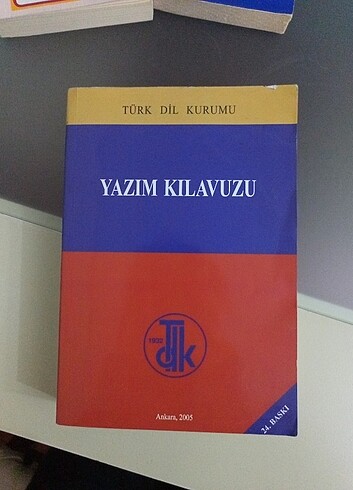 TÜRK DİL KURUMU
YAZIM KILAVUZU
1932
TDk
Ankara, 2005
24. BASKI